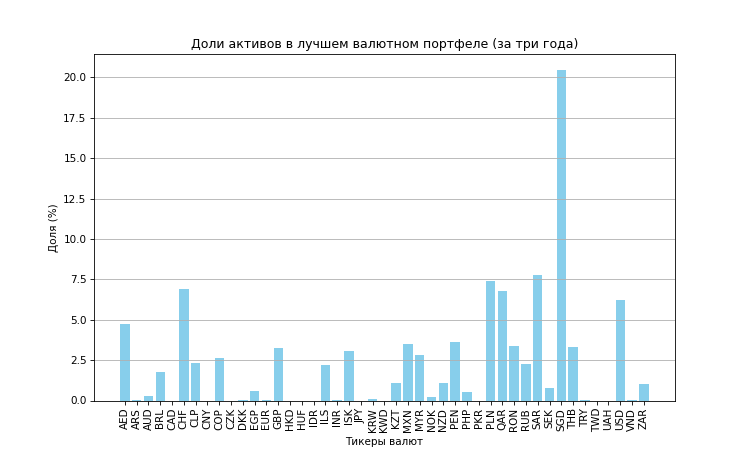 Доли активов в лучшем валютном портфеле (за три года)
Доля (%)
20.0
17.5
15.0
12.5
10.0
7.5
5.0
2.5
0.0
AED
ARS
AUD
BRL
CAD
CHF
CLP
CNY
COP
CZK
DKK
EGP
EUR
GBP
HKD
HUF
IDR
ILS
INR
ISK
JPY
KRW
KWD
KZT
MXN
MYR
NOK
NZD
PEN
PHP
PKR
PLN
QAR
RON
RUB
SAR
SEK
SGD
THB
TRY
TWD
UAH
USD
VND
ZAR
Тикеры валют